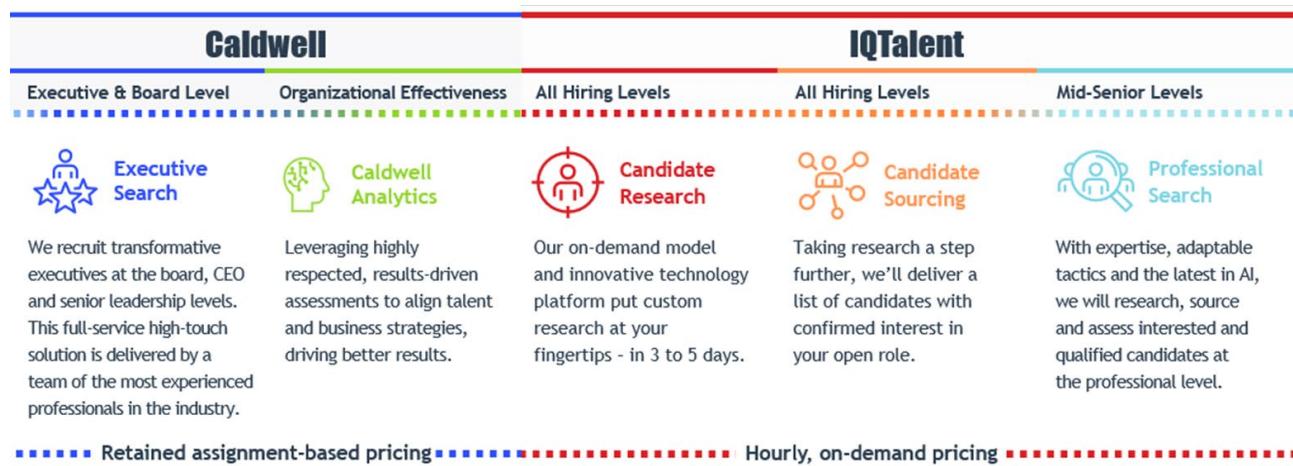 Caldwell
IQTalent
Executive & Board Level
Organizational Effectiveness
All Hiring Levels
All Hiring Levels
Mid-Senior Levels
Executive
Search
We recruit transformative
executives at the board, CEO
and senior leadership levels.
This full-service high-touch
solution is delivered by a
team of the most experienced
professionals in the industry.
Caldwell
Analytics
Leveraging highly
respected, results-driven
assessments to align talent
and business strategies,
driving better results.
Candidate
Research
Our on-demand model
and innovative technology
platform put custom
research at your
fingertips - in 3 to 5 days.
Candidate
Sourcing
Taking research a step
further, we'll deliver a
list of candidates with
confirmed interest in
your open role.
Professional
Search
With expertise, adaptable
tactics and the latest in AI,
we will research, source
and assess interested and
qualified candidates at
the professional level.
Retained assignment-based pricing
Hourly, on-demand pricing